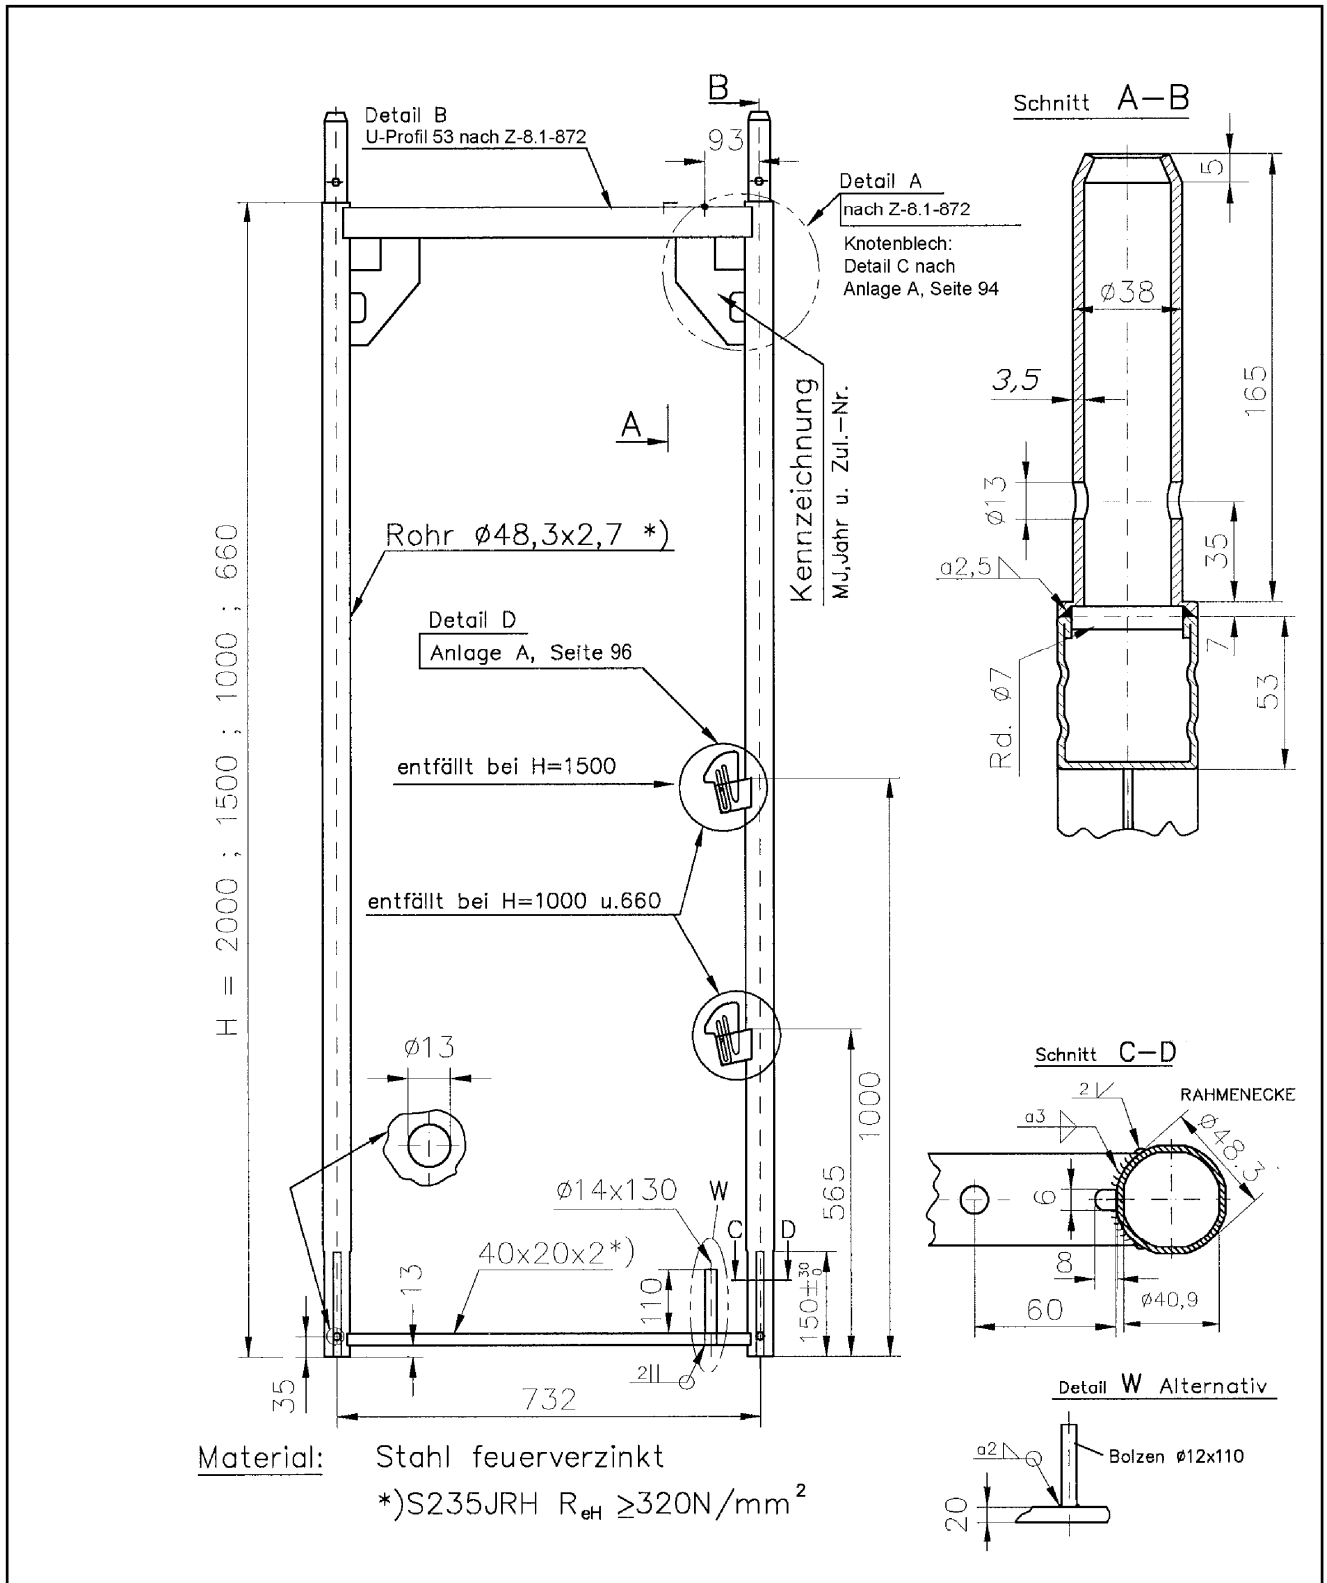 Detail B
U-Profil 53 nach Z-8.1-872
B
93
Detail A
nach Z-8.1-872
Knotenblech:
Detail C nach
Anlage A, Seite 94
A
Kennzeichnung
MJ,Jahr u. Zul.-Nr.
H = 2000 ; 1500 ; 1000 ; 660
Rohr ø48,3x2,7 *)
Detail D
Anlage A, Seite 96
entfällt bei H=1500
entfällt bei H=1000 u.660
ø13
ø14x130
W
C D
40x20x2*)
13
110
150±30 0
565
1000
35
2||
732
Material: Stahl feuerverzinkt
*)S235JRH ReH ≥320N/mm²
Schnitt A-B
5
ø38
165
3,5
ø13
35
a2,5
7
Rd. ø7
53
Schnitt C-D
RAHMENECKE
2
a3
ø48.3
6
8
60
ø40,9
Detail W Alternativ
a2
Bolzen ø12x110
20